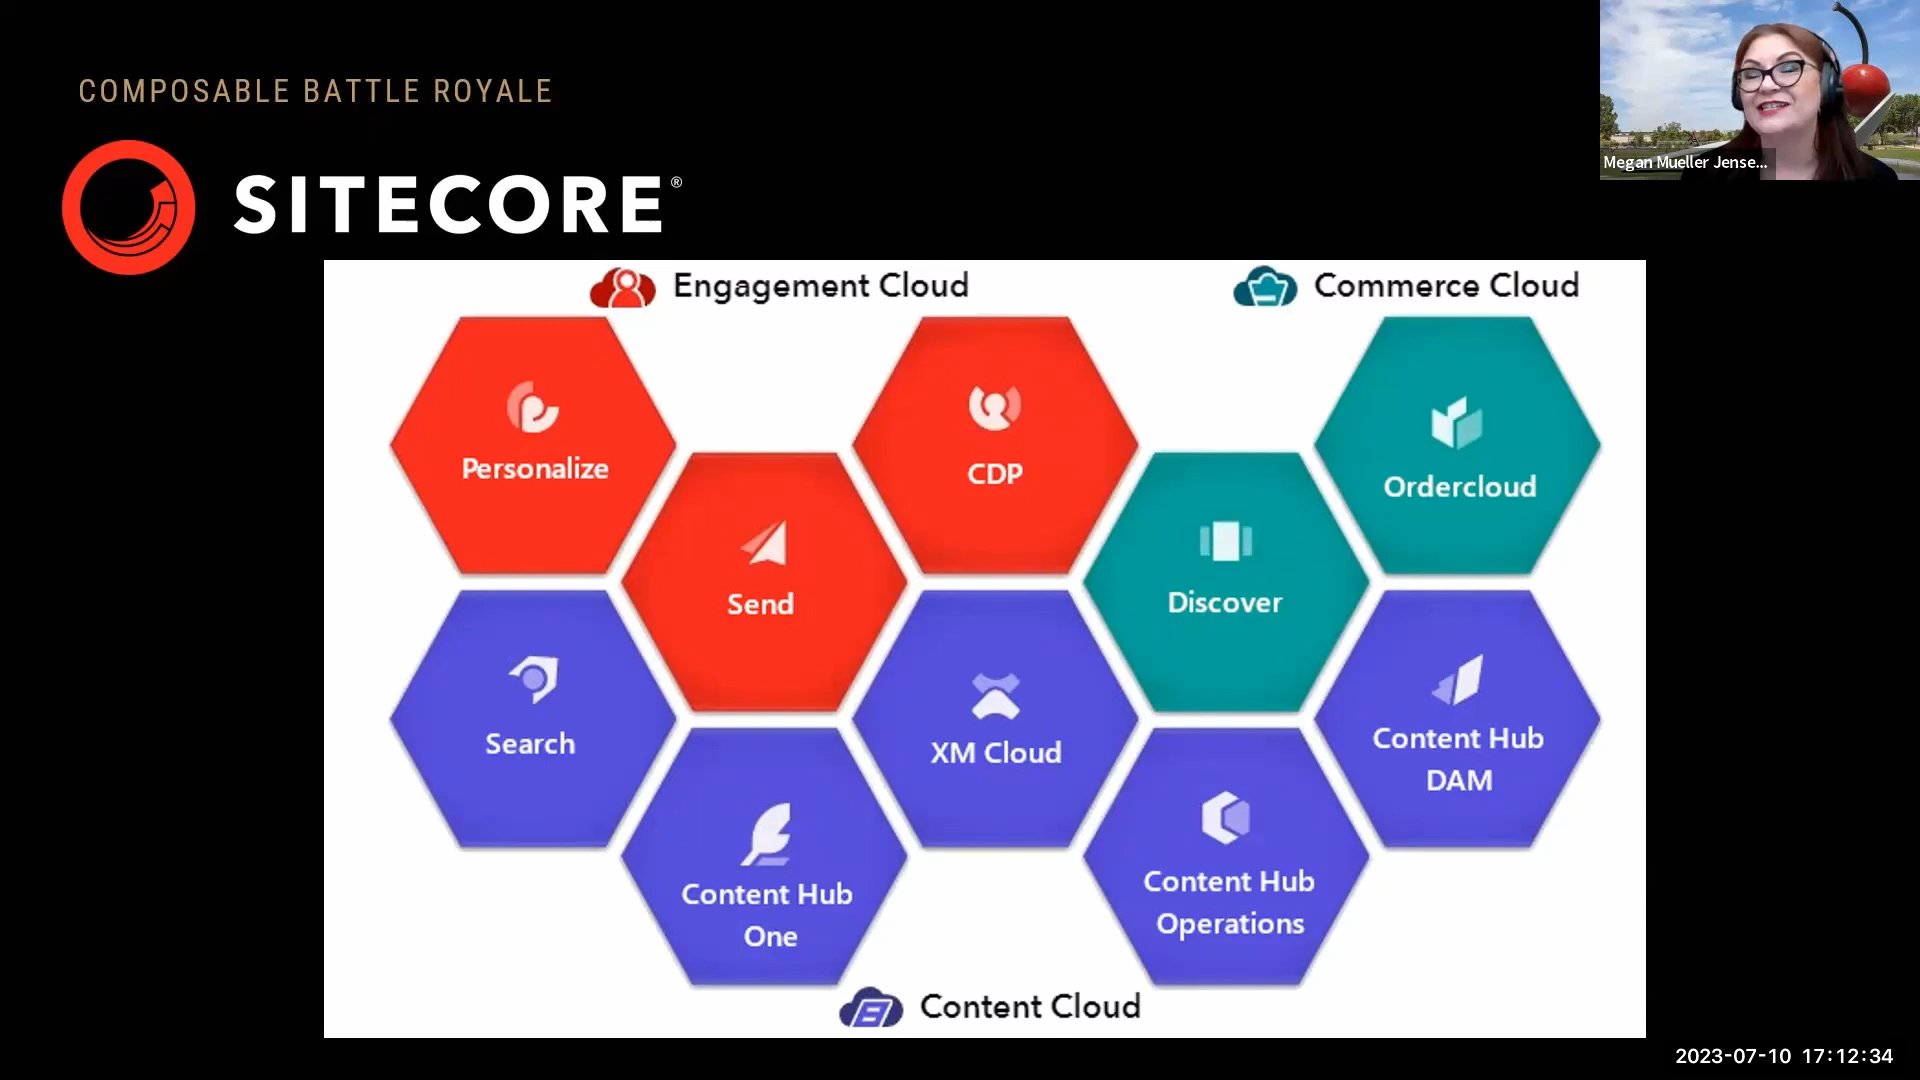 COMPOSABLE BATTLE ROYALE
SITECORE®
Megan Mueller Jense...
Engagement Cloud
Commerce Cloud
Personalize
CDP
Ordercloud
Send
Discover
Search
XM Cloud
Content Hub
DAM
Content Hub
One
Content Hub
Operations
Content Cloud
2023-07-10 17:12:34